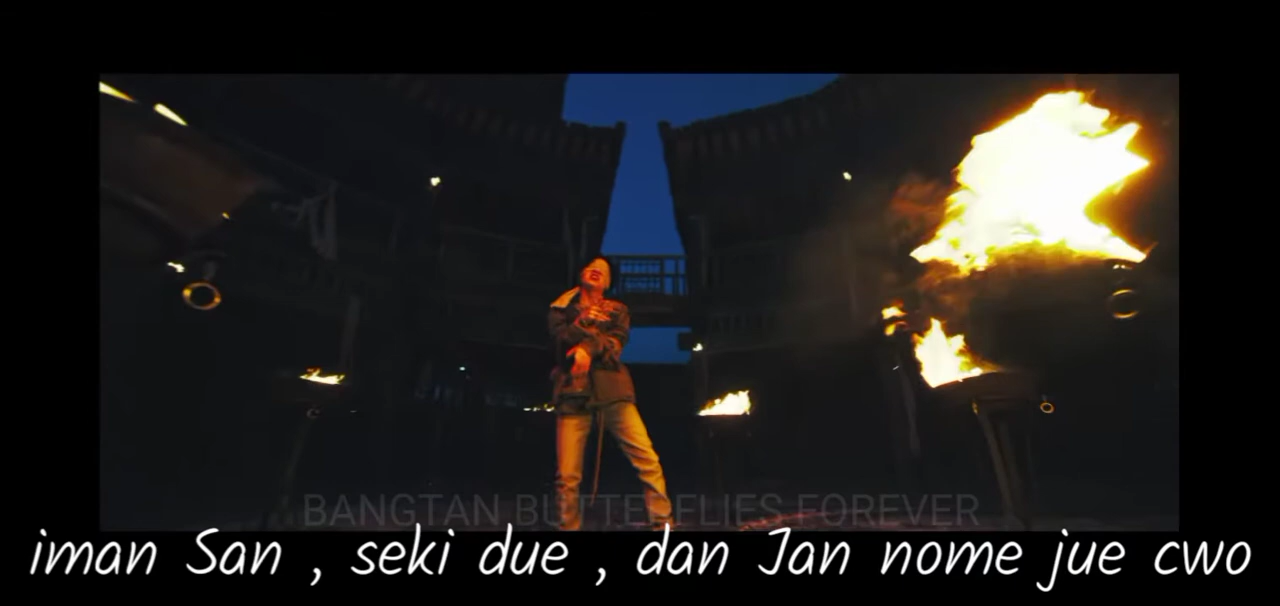 BANGTAN BUTTERFLIES FOREVER
iman San , seki due , dan Jan nome jue cwo